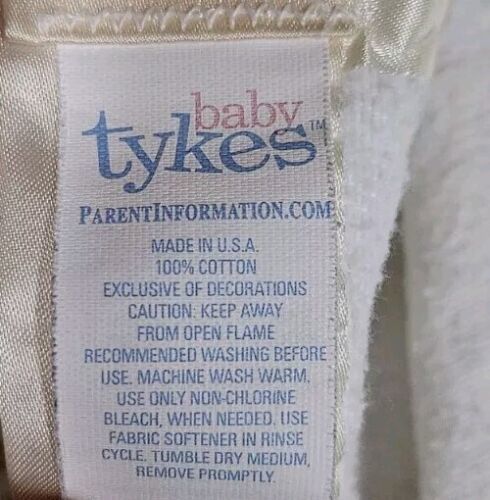 baby
tykes™
PARENTINFORMATION.COM
MADE IN U.S.A.
100% COTTON
EXCLUSIVE OF DECORATIONS
CAUTION: KEEP AWAY
FROM OPEN FLAME
RECOMMENDED WASHING BEFORE
USE. MACHINE WASH WARM,
USE ONLY NON-CHLORINE
BLEACH, WHEN NEEDED. USE
FABRIC SOFTENER IN RINSE
CYCLE. TUMBLE DRY MEDIUM,
REMOVE PROMPTLY.